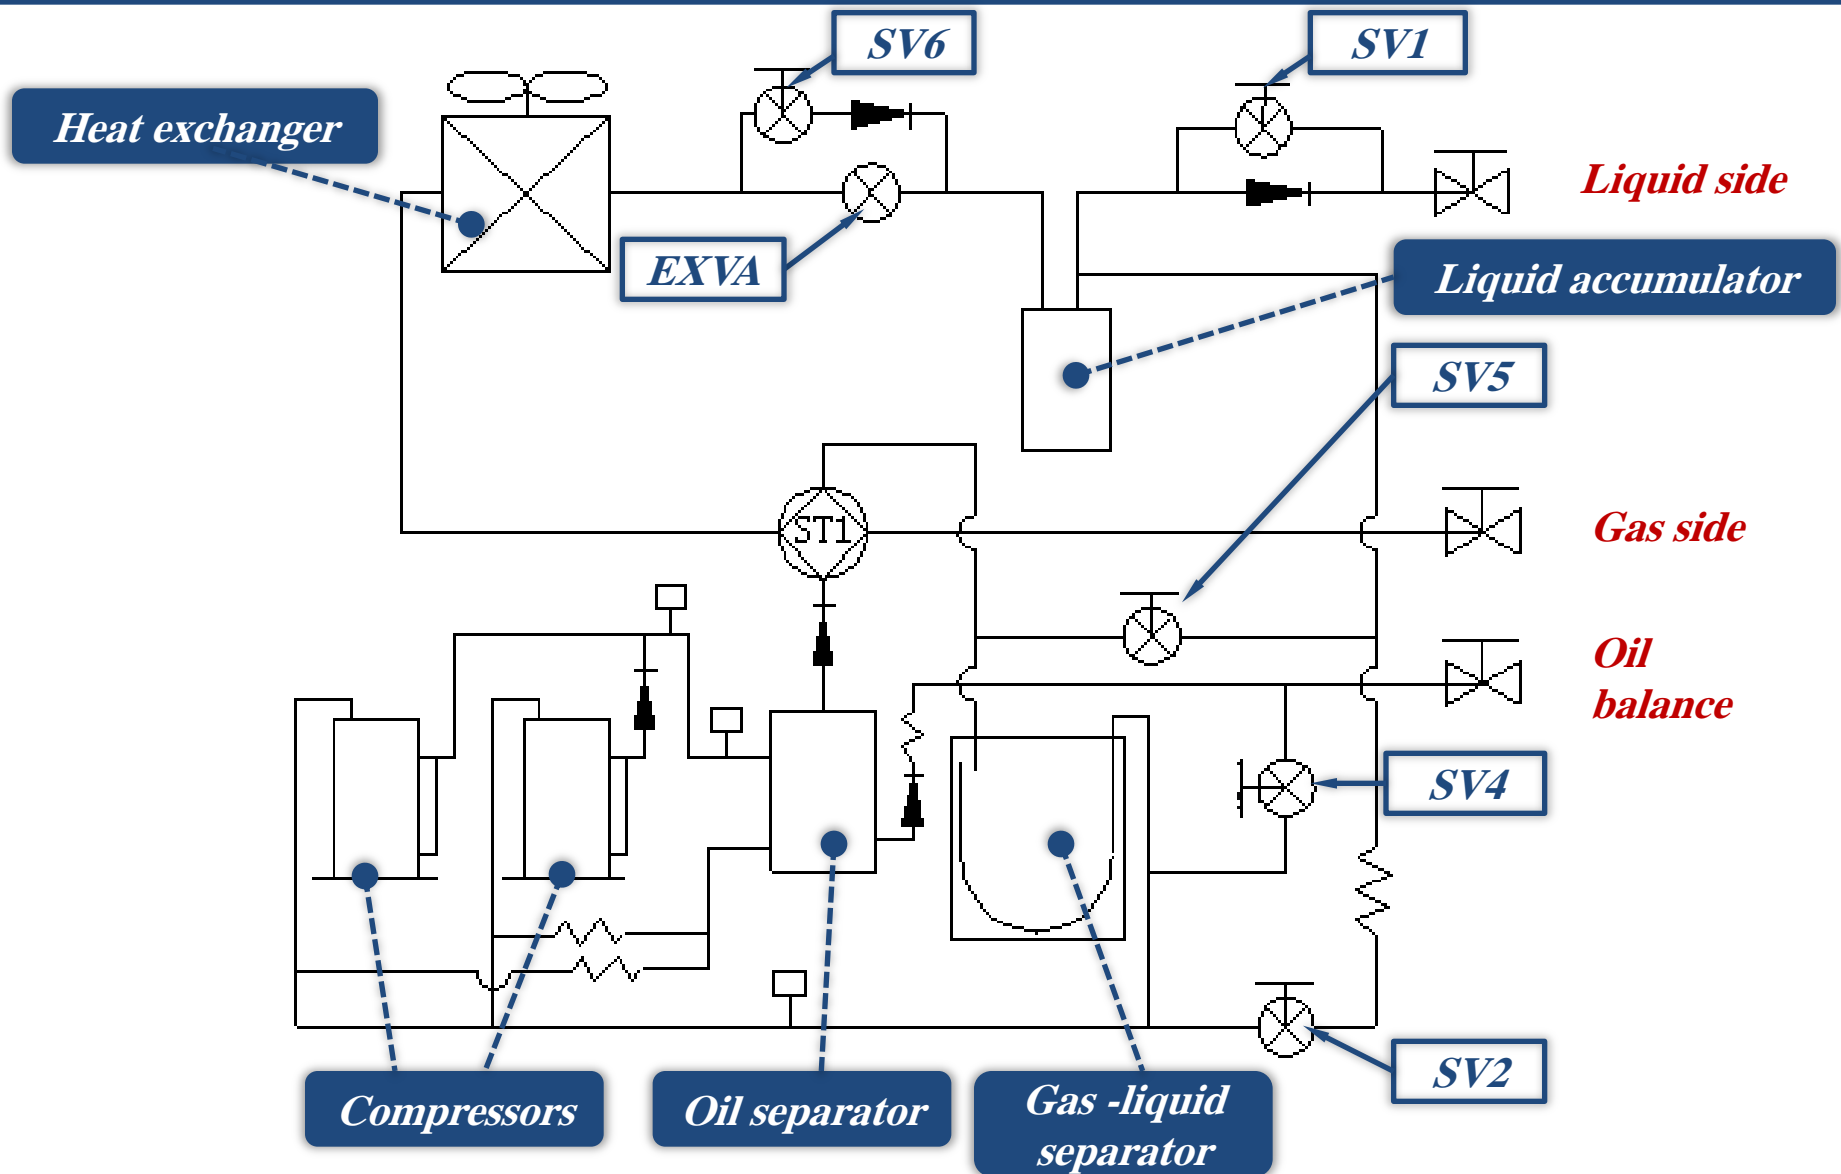 SV6
SV1
Heat exchanger
Liquid side
EXVA
Liquid accumulator
SV5
ST1
Gas side
Oil
balance
SV4
SV2
Compressors
Oil separator
Gas -liquid
separator